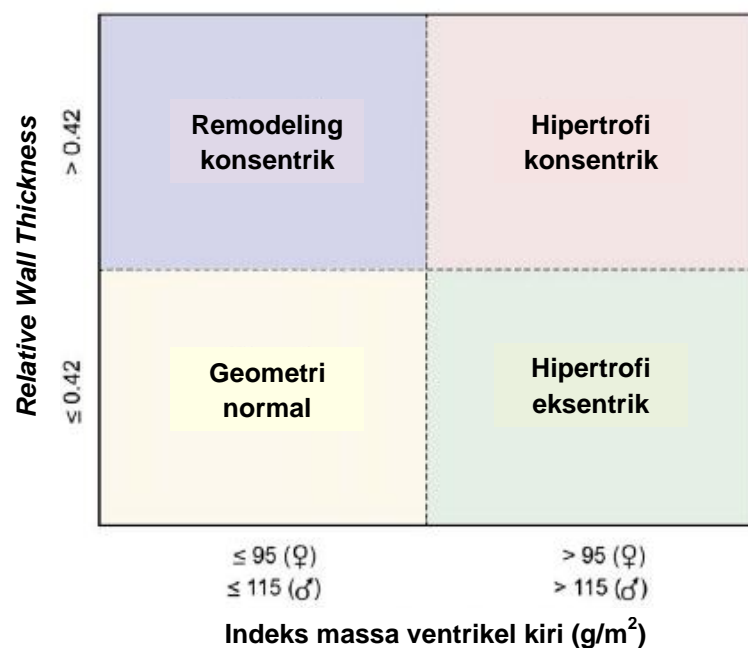 Relative Wall Thickness
> 0.42
≤ 0.42
Remodeling
konsentrik
Hipertrofi
konsentrik
Geometri
normal
Hipertrofi
eksentrik
≤ 95 (♀)
≤ 115 (♂)
> 95 (♀)
> 115 (♂)
Indeks massa ventrikel kiri (g/m²)